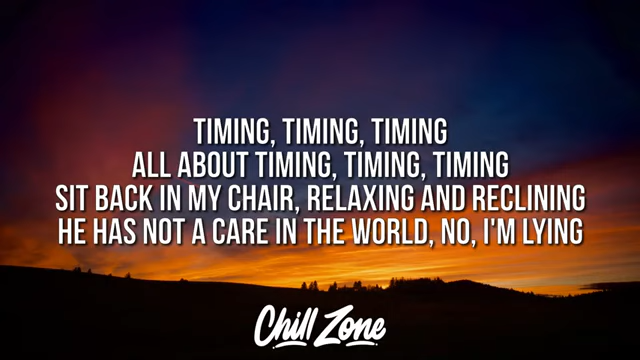 TIMING, TIMING, TIMING
ALL ABOUT TIMING, TIMING, TIMING
SIT BACK IN MY CHAIR, RELAXING AND RECLINING
HE HAS NOT A CARE IN THE WORLD, NO, I'M LYING
Chill Zone